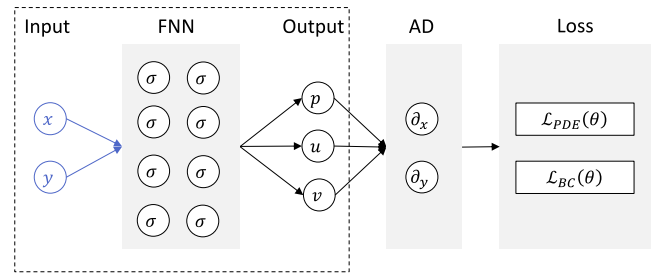 Input FNN Output AD Loss
σ σ
p
x σ σ ∂x ℒPDE(θ)
u
y σ σ ∂y ℒBC(θ)
v
σ σ